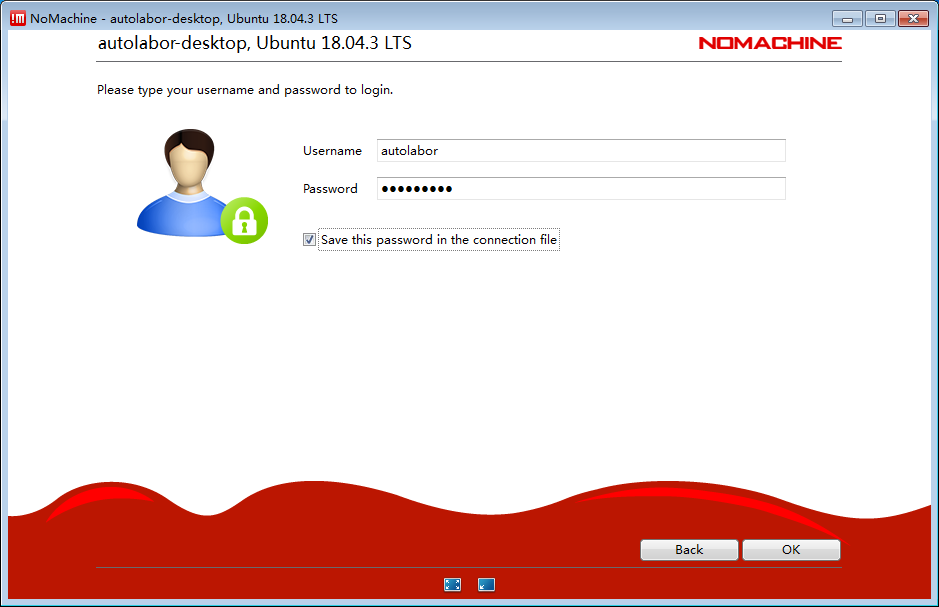 NoMachine - autolabor-desktop, Ubuntu 18.04.3 LTS
autolabor-desktop, Ubuntu 18.04.3 LTS
NOMACHINE
Please type your username and password to login.
Username autolabor
Password ●●●●●●●●●
Save this password in the connection file
Back OK